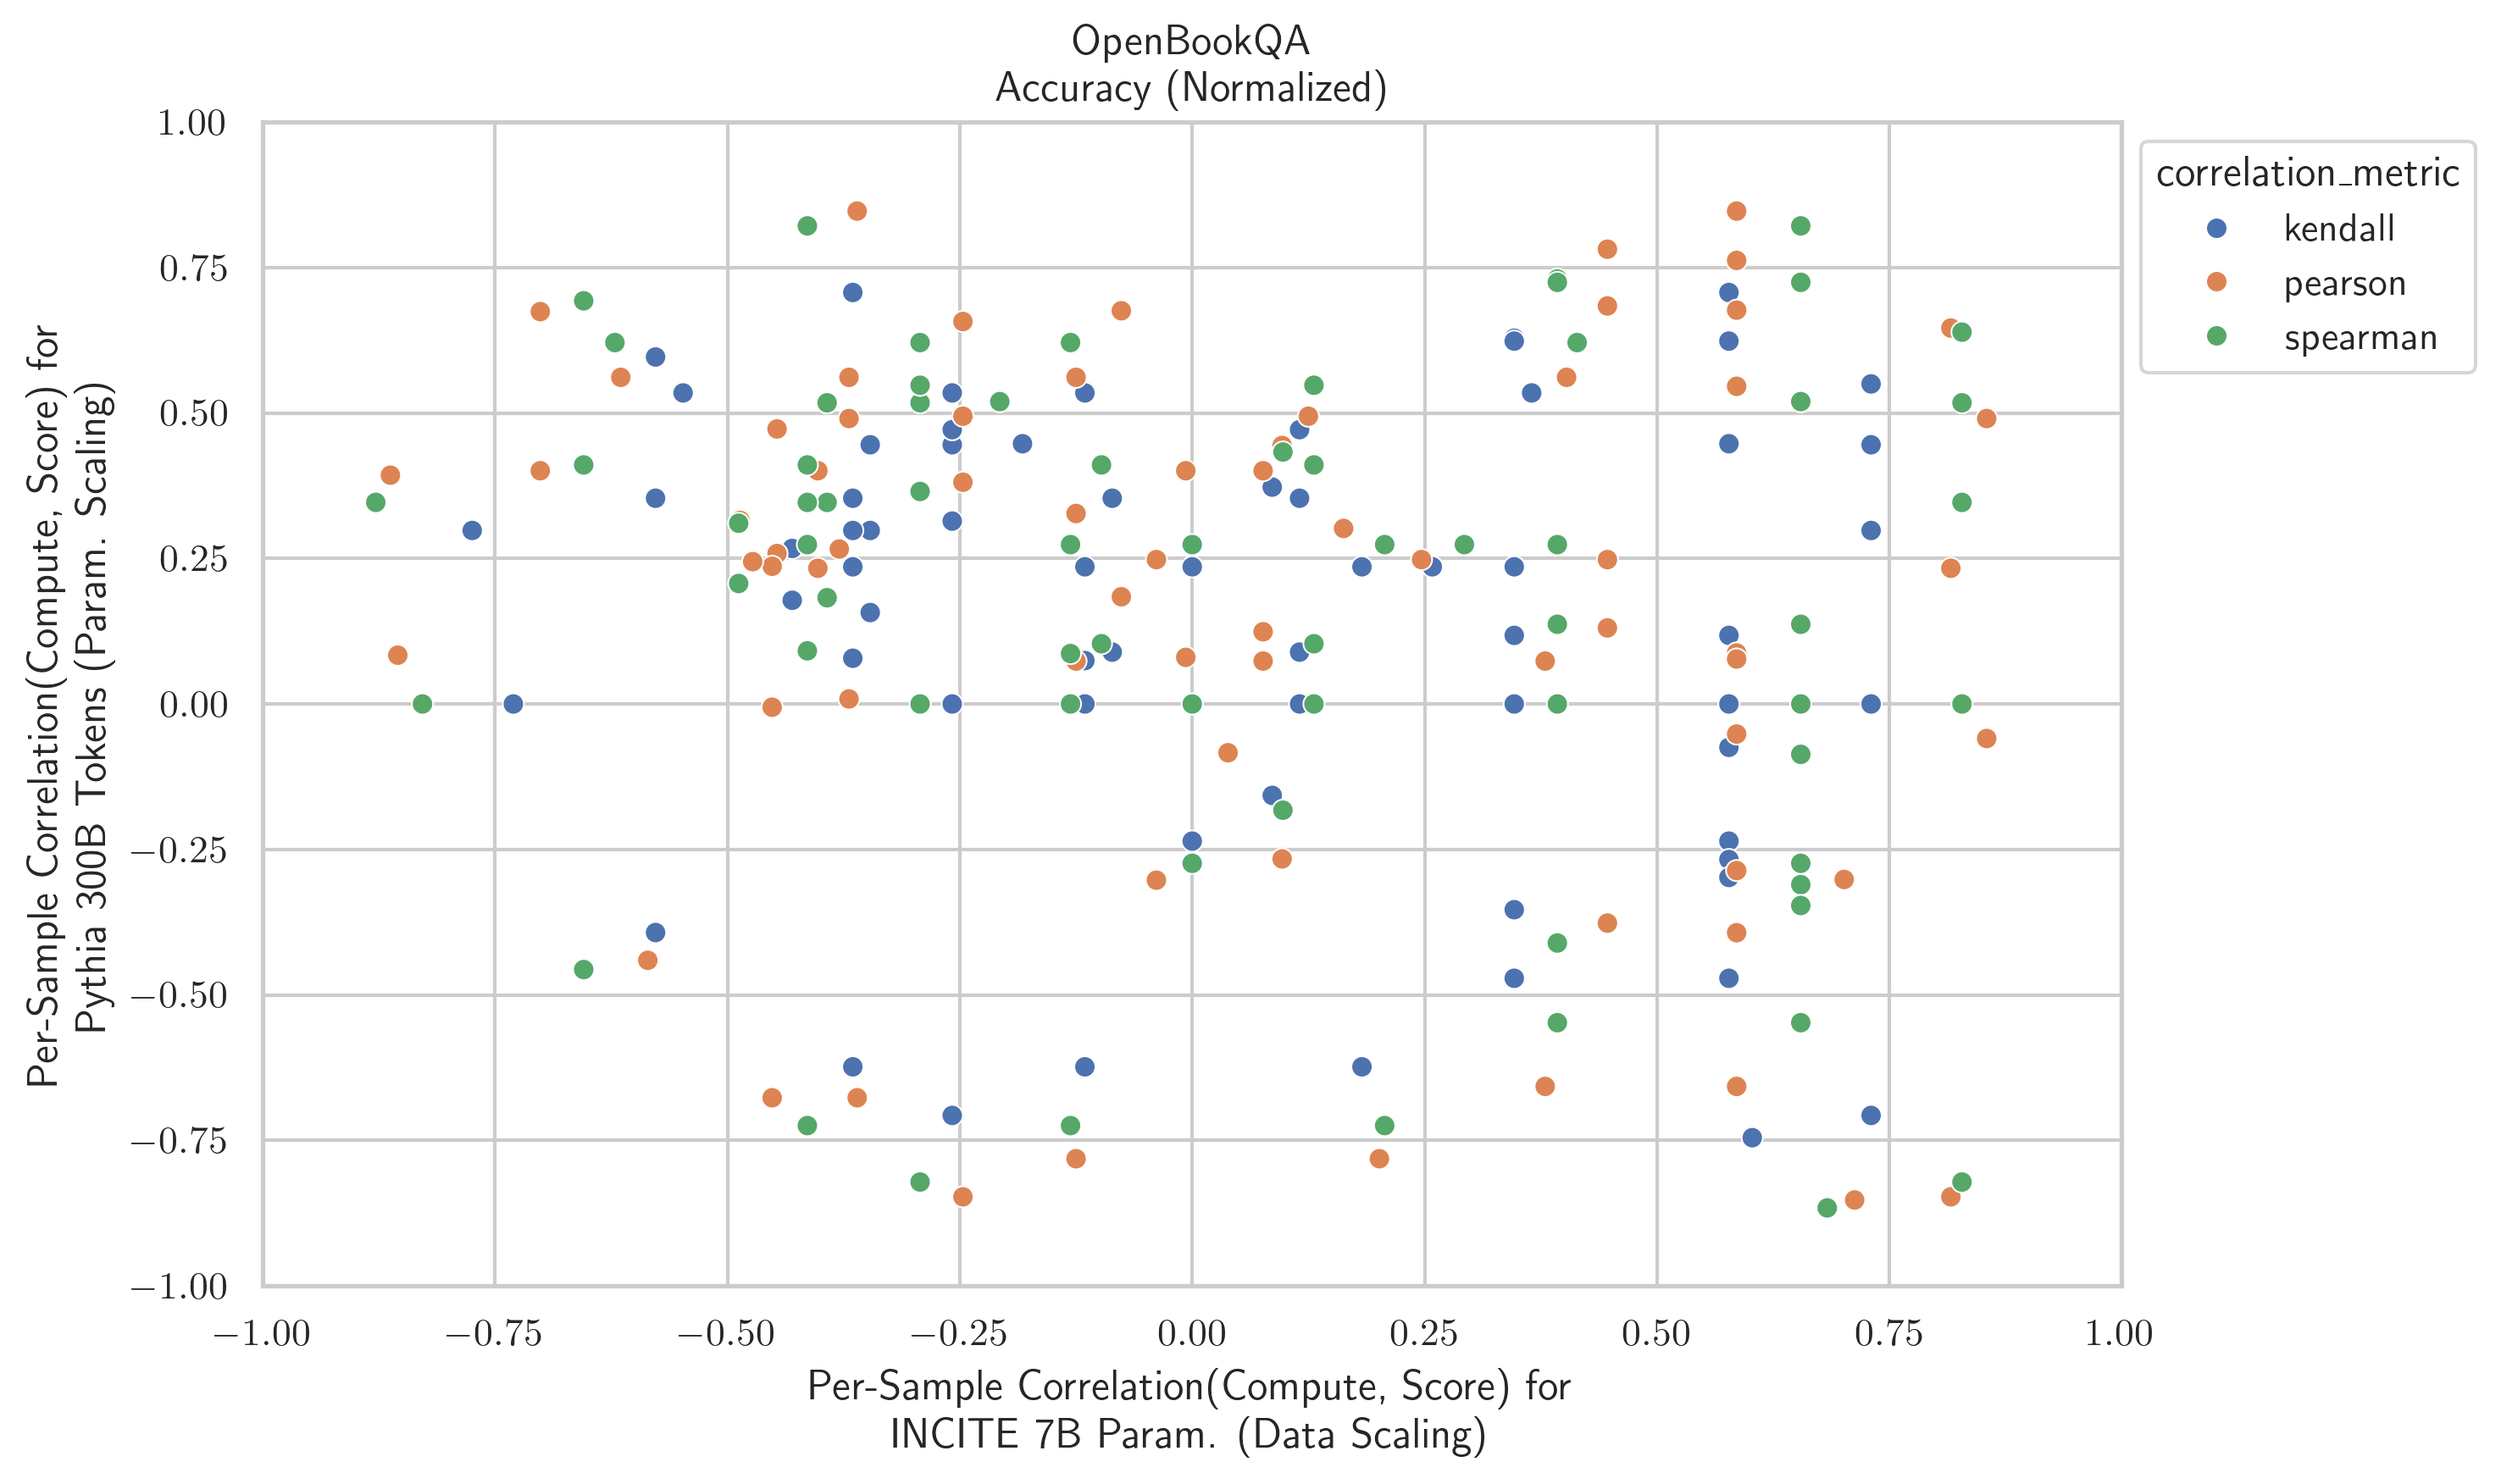 OpenBookQA
Accuracy (Normalized)
1.00
0.75
0.50
0.25
0.00
−0.25
−0.50
−0.75
−1.00
Per-Sample Correlation(Compute, Score) for
Pythia 300B Tokens (Param. Scaling)
correlation_metric
kendall
pearson
spearman
−1.00 −0.75 −0.50 −0.25 0.00 0.25 0.50 0.75 1.00
Per-Sample Correlation(Compute, Score) for
INCITE 7B Param. (Data Scaling)